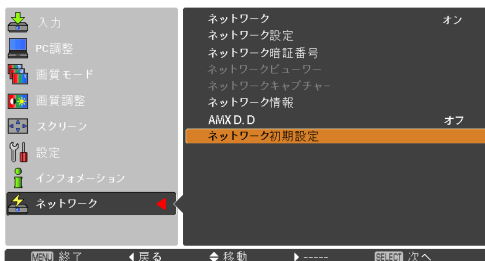 入力
PC調整
画質モード
画質調整
スクリーン
設定
インフォメーション
ネットワーク
ネットワーク オン
ネットワーク設定
ネットワーク暗証番号
ネットワークビューワー
ネットワークキャプチャー
ネットワーク情報
AMX D. D オフ
ネットワーク初期設定
MENU 終了 戻る 移動 ----- SELECT 次へ